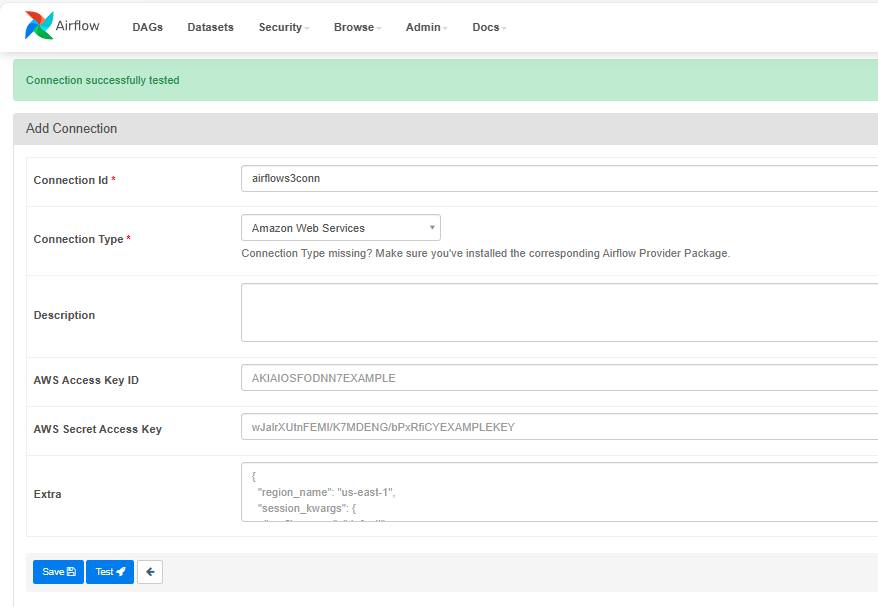 Airflow DAGs Datasets Security Browse Admin Docs
Connection successfully tested
Add Connection
Connection Id * airflows3conn
Connection Type * Amazon Web Services
Connection Type missing? Make sure you've installed the corresponding Airflow Provider Package.
Description
AWS Access Key ID AKIAIOSFODNN7EXAMPLE
AWS Secret Access Key wJalrXUtnFEMI/K7MDENG/bPxRfiCYEXAMPLEKEY
Extra
{
"region_name": "us-east-1",
"session_kwargs": {
Save Test